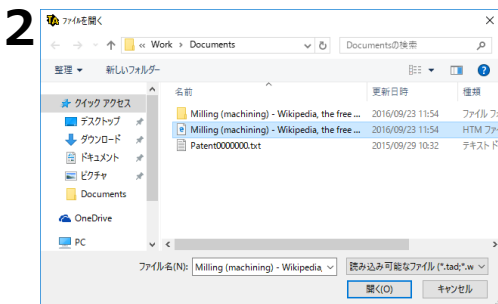 2
ファイルを開く
« Work > Documents
Documentsの検索
整理 新しいフォルダー
名前 更新日時 種類
クイック アクセス
デスクトップ
ダウンロード
ドキュメント
ピクチャ
Documents
OneDrive
PC
Milling (machining) - Wikipedia, the free ... 2016/09/23 11:54 ファイル フ
Milling (machining) - Wikipedia, the free ... 2016/09/23 11:54 HTM ファ
Patent0000000.txt 2015/09/29 10:32 テキスト ド
ファイル名(N): Milling (machining) - Wikipedia, 読み込み可能なファイル (*.tad;*.w
開く(O) キャンセル